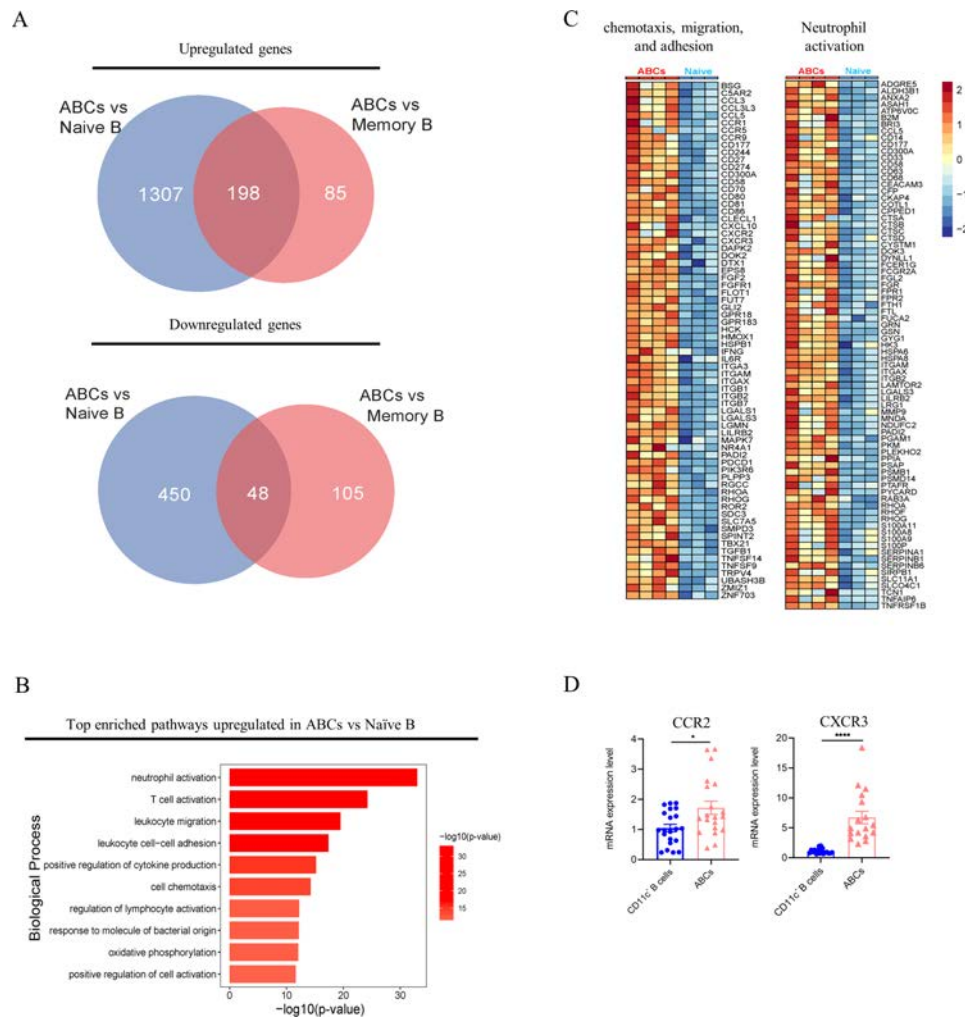 A
Upregulated genes
ABCs vs
Naive B
ABCs vs
Memory B
1307
198
85
Downregulated genes
ABCs vs
Naive B
ABCs vs
Memory B
450
48
105
B
Top enriched pathways upregulated in ABCs vs Naïve B
Biological Process
neutrophil activation
T cell activation
leukocyte migration
leukocyte cell-cell adhesion
positive regulation of cytokine production
cell chemotaxis
regulation of lymphocyte activation
response to molecule of bacterial origin
oxidative phosphorylation
positive regulation of cell activation
0
10
20
30
−log10(p-value)
−log10(p-value)
30
25
20
15
C
chemotaxis, migration,
and adhesion
ABCs
Naive
BSG
C5AR2
CCL3
CCL3L3
CCL5
CCR1
CCR5
CCR9
CD177
CD244
CD27
CD274
CD300A
CD58
CD70
CD80
CD81
CD86
CLECL1
CXCL10
CXCR2
CXCR3
DAPK2
DOK2
DTX1
EPS8
FGF2
FGFR1
FLOT1
FUT7
GLI2
GPR18
GPR183
HCK
HMOX1
HSPB1
IFNG
IL6R
ITGA3
ITGAM
ITGAX
ITGB1
ITGB2
ITGB7
LGALS1
LGALS3
LGMN
LILRB2
MAPK7
NR4A1
PADI2
PDCD1
PIK3R6
PLPP3
RGCC
RHOA
RHOG
ROR2
SDC3
SLC7A5
SMPD3
SPINT2
TBX21
TGFB1
TNFSF14
TNFSF9
TRPV4
UBASH3B
ZMIZ1
ZNF703
Neutrophil
activation
ABCs
Naive
ADGRE5
ALDH3B1
ANXA2
ASAH1
ATP6V0C
B2M
BRI3
CCL5
CD14
CD177
CD300A
CD33
CD58
CD63
CD68
CEACAM3
CFP
CKAP4
COTL1
CPPED1
CTSA
CTSB
CTSC
CTSD
CYSTM1
DOK3
DYNLL1
FCER1G
FCGR2A
FGL2
FGR
FPR1
FPR2
FTH1
FTL
FUCA2
GRN
GSN
GYG1
HK3
HSPA6
HSPA8
ITGAM
ITGAX
ITGB2
LAMTOR2
LGALS3
LILRB2
LRG1
MMP9
MNDA
NDUFC2
PADI2
PGAM1
PKM
PLEKHO2
PPIA
PSAP
PSMB1
PSMD14
PTAFR
PYCARD
RAB3A
RHOA
RHOF
RHOG
S100A11
S100A8
S100A9
S100P
SERPINA1
SERPINB1
SERPINB6
SIRPB1
SLC11A1
SLCO4C1
TCN1
TNFAIP6
TNFRSF1B
2
1
0
−1
−2
D
CCR2
*
mRNA expression level
4
3
2
1
0
CD11c⁻ B cells
ABCs
CXCR3
****
mRNA expression level
20
15
10
5
0
CD11c⁻ B cells
ABCs